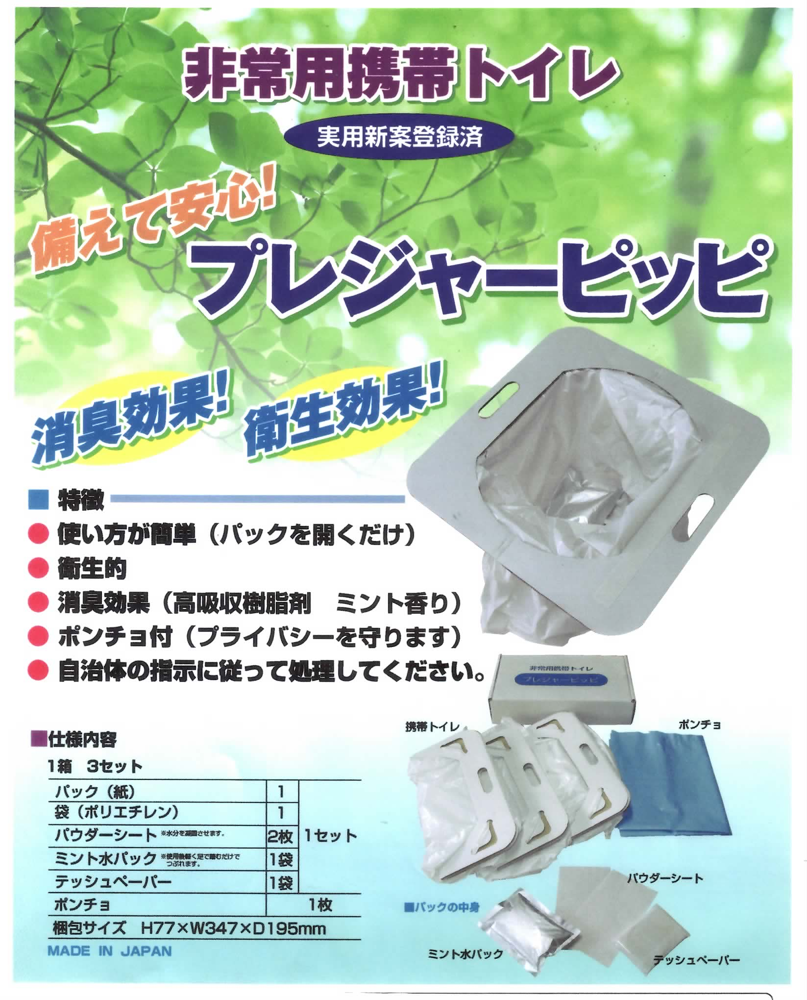 非常用携帯トイレ
実用新案登録済
備えて安心!
プレジャーピッピ
消臭効果!
衛生効果!
■ 特徴
● 使い方が簡単（パックを開くだけ）
● 衛生的
● 消臭効果（高吸収樹脂剤　ミント香り）
● ポンチョ付（プライバシーを守ります）
● 自治体の指示に従って処理してください。
非常用携帯トイレ
プレジャーピッピ
携帯トイレ
ポンチョ
■仕様内容
1箱　3セット
パック（紙） 1
袋（ポリエチレン） 1
パウダーシート ※水分を凝固させます。 2枚 1セット
ミント水パック ※使用後軽く足で踏むだけで
つぶれます。 1袋
テッシュペーパー 1袋
ポンチョ 1枚
梱包サイズ　H77×W347×D195mm
MADE IN JAPAN
パウダーシート
■パックの中身
ミント水パック
テッシュペーパー